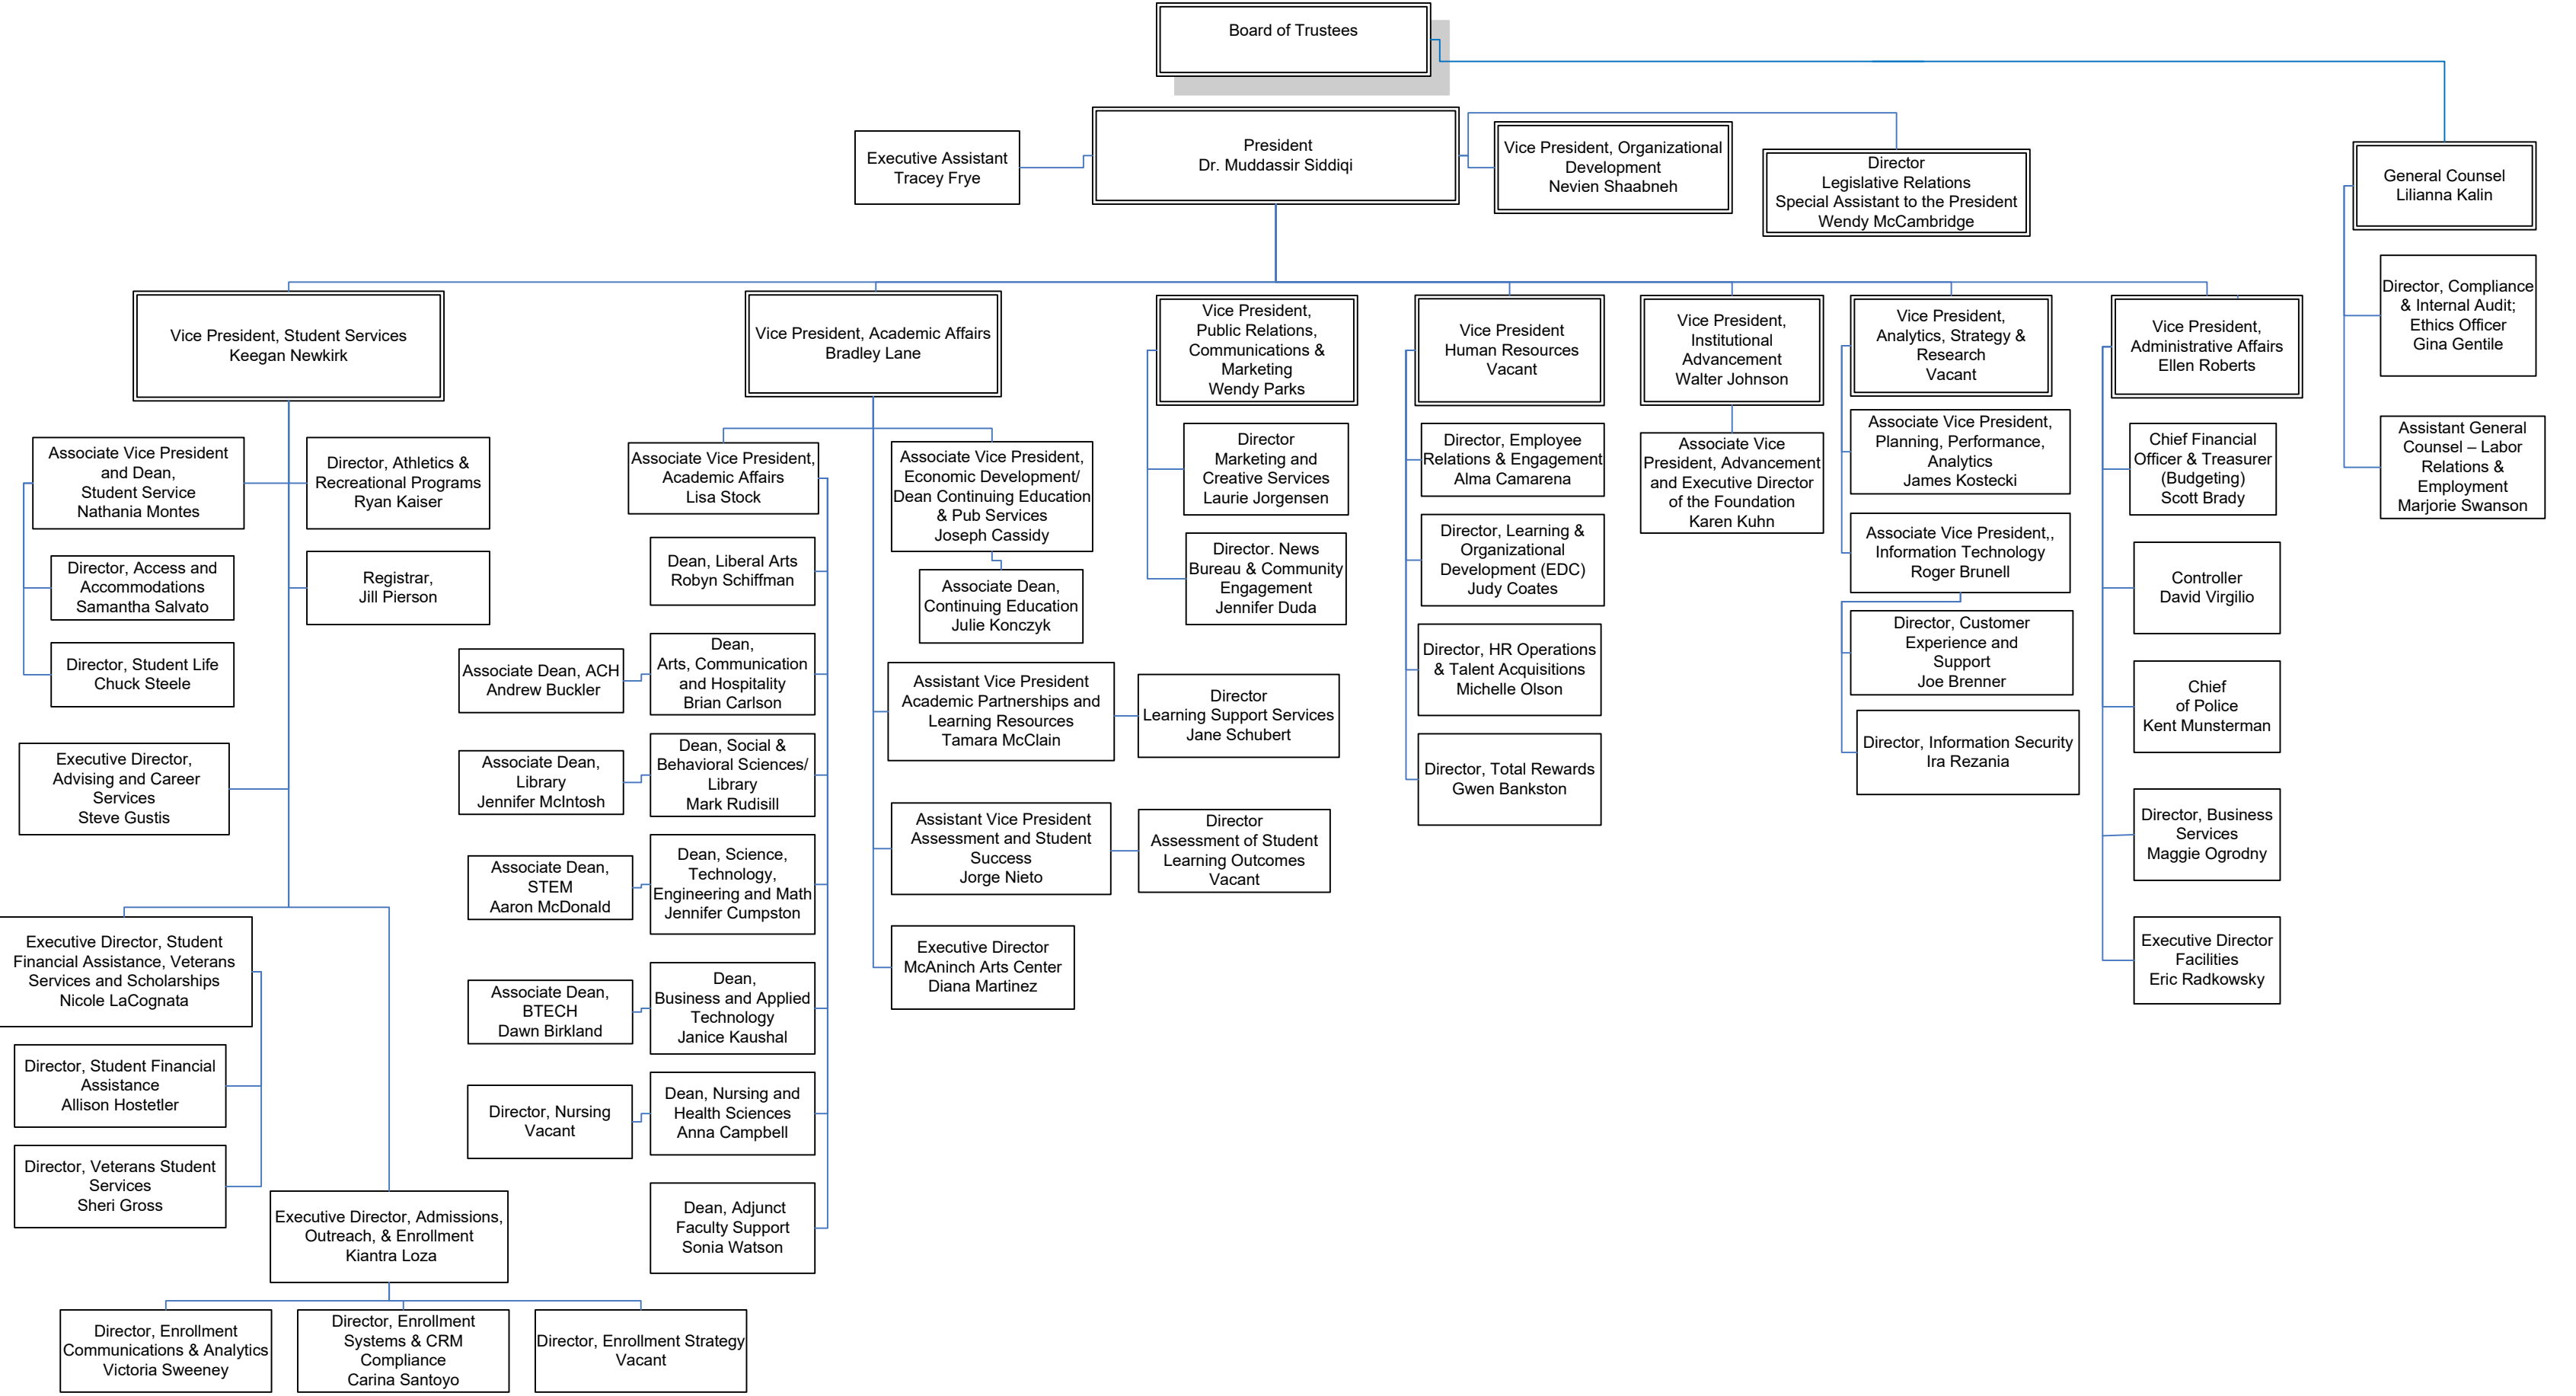 Board of Trustees
President
Dr. Muddassir Siddiqi
Executive Assistant
Tracey Frye
Vice President, Organizational
Development
Nevien Shaabneh
Director
Legislative Relations
Special Assistant to the President
Wendy McCambridge
General Counsel
Lilianna Kalin
Director, Compliance
& Internal Audit;
Ethics Officer
Gina Gentile
Assistant General
Counsel – Labor
Relations &
Employment
Marjorie Swanson
Vice President, Student Services
Keegan Newkirk
Associate Vice President
and Dean,
Student Service
Nathania Montes
Director, Athletics &
Recreational Programs
Ryan Kaiser
Director, Access and
Accommodations
Samantha Salvato
Registrar,
Jill Pierson
Director, Student Life
Chuck Steele
Executive Director,
Advising and Career
Services
Steve Gustis
Executive Director, Student
Financial Assistance, Veterans
Services and Scholarships
Nicole LaCognata
Director, Student Financial
Assistance
Allison Hostetler
Director, Veterans Student
Services
Sheri Gross
Executive Director, Admissions,
Outreach, & Enrollment
Kiantra Loza
Director, Enrollment
Communications & Analytics
Victoria Sweeney
Director, Enrollment
Systems & CRM
Compliance
Carina Santoyo
Director, Enrollment Strategy
Vacant
Vice President, Academic Affairs
Bradley Lane
Associate Vice President,
Academic Affairs
Lisa Stock
Dean, Liberal Arts
Robyn Schiffman
Dean,
Arts, Communication
and Hospitality
Brian Carlson
Associate Dean, ACH
Andrew Buckler
Dean, Social &
Behavioral Sciences/
Library
Mark Rudisill
Associate Dean,
Library
Jennifer McIntosh
Dean, Science,
Technology,
Engineering and Math
Jennifer Cumpston
Associate Dean,
STEM
Aaron McDonald
Dean,
Business and Applied
Technology
Janice Kaushal
Associate Dean,
BTECH
Dawn Birkland
Dean, Nursing and
Health Sciences
Anna Campbell
Director, Nursing
Vacant
Dean, Adjunct
Faculty Support
Sonia Watson
Associate Vice President,
Economic Development/
Dean Continuing Education
& Pub Services
Joseph Cassidy
Associate Dean,
Continuing Education
Julie Konczyk
Assistant Vice President
Academic Partnerships and
Learning Resources
Tamara McClain
Director
Learning Support Services
Jane Schubert
Assistant Vice President
Assessment and Student
Success
Jorge Nieto
Director
Assessment of Student
Learning Outcomes
Vacant
Executive Director
McAninch Arts Center
Diana Martinez
Vice President,
Public Relations,
Communications &
Marketing
Wendy Parks
Director
Marketing and
Creative Services
Laurie Jorgensen
Director. News
Bureau & Community
Engagement
Jennifer Duda
Vice President
Human Resources
Vacant
Director, Employee
Relations & Engagement
Alma Camarena
Director, Learning &
Organizational
Development (EDC)
Judy Coates
Director, HR Operations
& Talent Acquisitions
Michelle Olson
Director, Total Rewards
Gwen Bankston
Vice President,
Institutional
Advancement
Walter Johnson
Associate Vice
President, Advancement
and Executive Director
of the Foundation
Karen Kuhn
Vice President,
Analytics, Strategy &
Research
Vacant
Associate Vice President,
Planning, Performance,
Analytics
James Kostecki
Associate Vice President,,
Information Technology
Roger Brunell
Director, Customer
Experience and
Support
Joe Brenner
Director, Information Security
Ira Rezania
Vice President,
Administrative Affairs
Ellen Roberts
Chief Financial
Officer & Treasurer
(Budgeting)
Scott Brady
Controller
David Virgilio
Chief
of Police
Kent Munsterman
Director, Business
Services
Maggie Ogrodny
Executive Director
Facilities
Eric Radkowsky